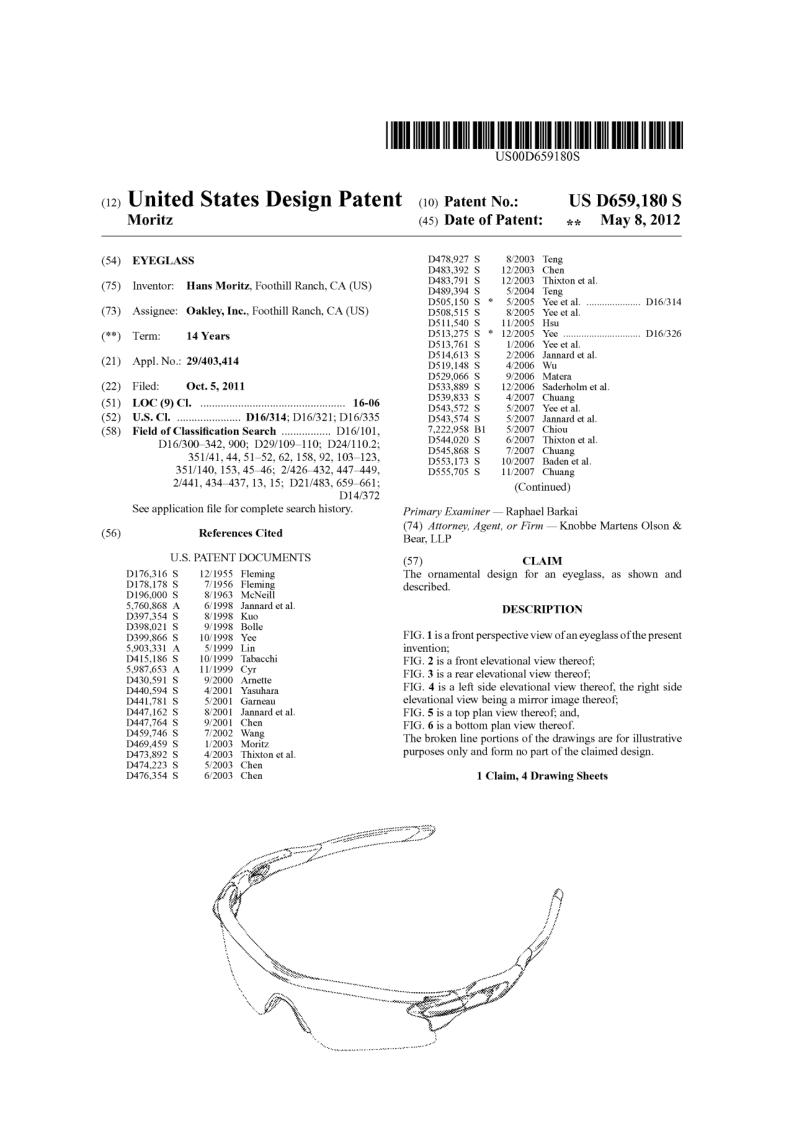 US00D659180S
(12) United States Design Patent
Moritz
(10) Patent No.: US D659,180 S
(45) Date of Patent: ** May 8, 2012
(54) EYEGLASS
(75) Inventor: Hans Moritz, Foothill Ranch, CA (US)
(73) Assignee: Oakley, Inc., Foothill Ranch, CA (US)
(**) Term: 14 Years
(21) Appl. No.: 29/403,414
(22) Filed: Oct. 5, 2011
(51) LOC (9) Cl. ................................................ 16-06
(52) U.S. Cl. ..................... D16/314; D16/321; D16/335
(58) Field of Classification Search ................ D16/101,
D16/300–342, 900; D29/109–110; D24/110.2;
351/41, 44, 51–52, 62, 158, 92, 103–123,
351/140, 153, 45–46; 2/426–432, 447–449,
2/441, 434–437, 13, 15; D21/483, 659–661;
D14/372
See application file for complete search history.
(56) References Cited
U.S. PATENT DOCUMENTS
D176,316 S 12/1955 Fleming
D178,178 S 7/1956 Fleming
D196,000 S 8/1963 McNeill
5,760,868 A 6/1998 Jannard et al.
D397,354 S 8/1998 Kuo
D398,021 S 9/1998 Bolle
D399,866 S 10/1998 Yee
5,903,331 A 5/1999 Lin
D415,186 S 10/1999 Tabacchi
5,987,653 A 11/1999 Cyr
D430,591 S 9/2000 Arnette
D440,594 S 4/2001 Yasuhara
D441,781 S 5/2001 Garneau
D447,162 S 8/2001 Jannard et al.
D447,764 S 9/2001 Chen
D459,746 S 7/2002 Wang
D469,459 S 1/2003 Moritz
D473,892 S 4/2003 Thixton et al.
D474,223 S 5/2003 Chen
D476,354 S 6/2003 Chen
D478,927 S 8/2003 Teng
D483,392 S 12/2003 Chen
D483,791 S 12/2003 Thixton et al.
D489,394 S 5/2004 Teng
D505,150 S * 5/2005 Yee et al. ..................... D16/314
D508,515 S 8/2005 Yee et al.
D511,540 S 11/2005 Hsu
D513,275 S * 12/2005 Yee .............................. D16/326
D513,761 S 1/2006 Yee et al.
D514,613 S 2/2006 Jannard et al.
D519,148 S 4/2006 Wu
D529,066 S 9/2006 Matera
D533,889 S 12/2006 Saderholm et al.
D539,833 S 4/2007 Chuang
D543,572 S 5/2007 Yee et al.
D543,574 S 5/2007 Jannard et al.
7,222,958 B1 5/2007 Chiou
D544,020 S 6/2007 Thixton et al.
D545,868 S 7/2007 Chuang
D553,173 S 10/2007 Baden et al.
D555,705 S 11/2007 Chuang
(Continued)
Primary Examiner — Raphael Barkai
(74) Attorney, Agent, or Firm — Knobbe Martens Olson &
Bear, LLP
(57) CLAIM
The ornamental design for an eyeglass, as shown and
described.
DESCRIPTION
FIG. 1 is a front perspective view of an eyeglass of the present
invention;
FIG. 2 is a front elevational view thereof;
FIG. 3 is a rear elevational view thereof;
FIG. 4 is a left side elevational view thereof, the right side
elevational view being a mirror image thereof;
FIG. 5 is a top plan view thereof; and,
FIG. 6 is a bottom plan view thereof.
The broken line portions of the drawings are for illustrative
purposes only and form no part of the claimed design.
1 Claim, 4 Drawing Sheets